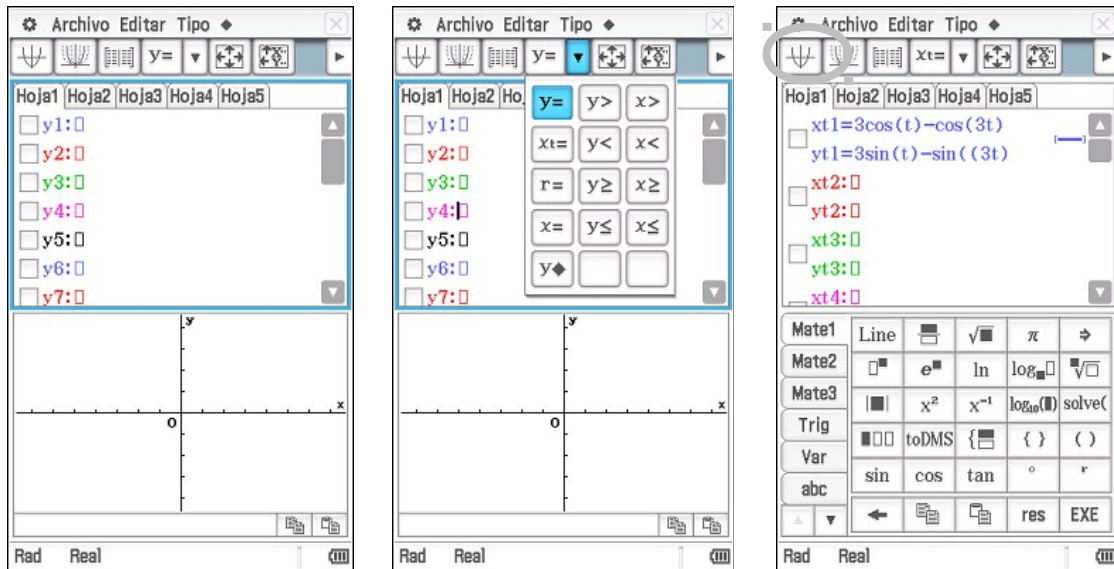 Archivo Editar Tipo ◆
y=
Hoja1 Hoja2 Hoja3 Hoja4 Hoja5
y1:▯
y2:▯
y3:▯
y4:▯
y5:▯
y6:▯
y7:▯
y
x
0
Rad Real
Archivo Editar Tipo ◆
y=
Hoja1 Hoja2 Ho
y= y> x>
xt= y< x<
r= y≥ x≥
x= y≤ x≤
y◆
y1:▯
y2:▯
y3:▯
y4:▯
y5:▯
y6:▯
y7:▯
y
x
0
Rad Real
Archivo Editar Tipo ◆
xt=
Hoja1 Hoja2 Hoja3 Hoja4 Hoja5
xt1=3cos(t)-cos(3t)
yt1=3sin(t)-sin((3t)
xt2:▯
yt2:▯
xt3:▯
yt3:▯
xt4:▯
Mate1
Mate2
Mate3
Trig
Var
abc
Line ▯/▯ √■ π ⇒
▯^■ e^■ ln log_■▯ ■√▯
|■| x² x⁻¹ log₁₀(■) solve(
■▯▯ toDMS {■ { } ( )
sin cos tan ° r
← res EXE
Rad Real